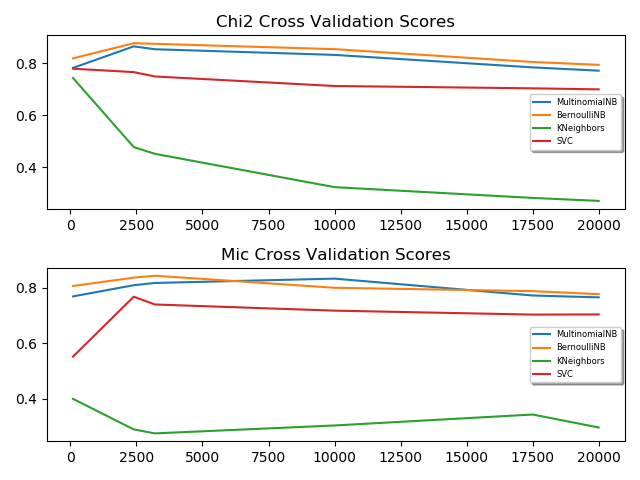 Chi2 Cross Validation Scores
0.8
0.6
0.4
MultinomialNB
BernoulliNB
KNeighbors
SVC
0 2500 5000 7500 10000 12500 15000 17500 20000
Mic Cross Validation Scores
0.8
0.6
0.4
MultinomialNB
BernoulliNB
KNeighbors
SVC
0 2500 5000 7500 10000 12500 15000 17500 20000